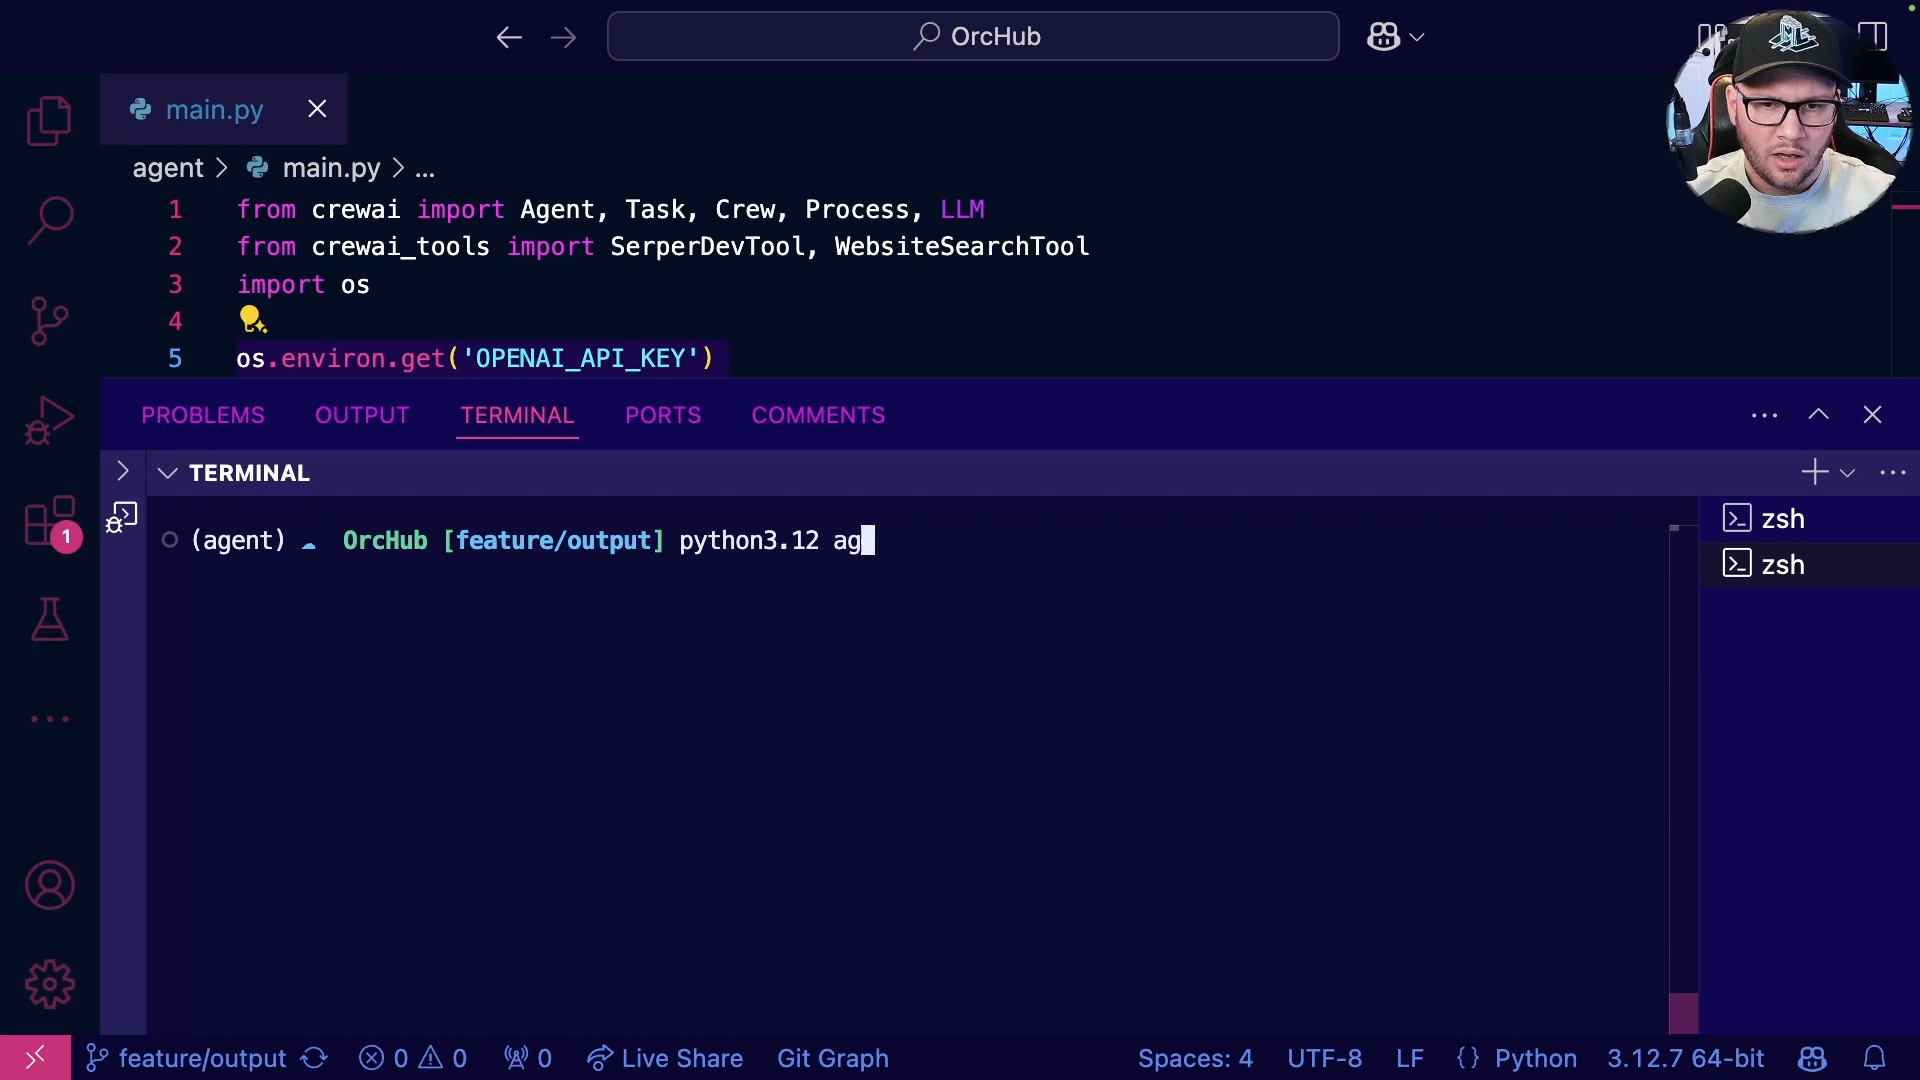 OrcHub
main.py
agent > main.py > ...
1 from crewai import Agent, Task, Crew, Process, LLM
2 from crewai_tools import SerperDevTool, WebsiteSearchTool
3 import os
4
5 os.environ.get('OPENAI_API_KEY')
PROBLEMS OUTPUT TERMINAL PORTS COMMENTS
TERMINAL
(agent) OrcHub [feature/output] python3.12 ag
zsh
zsh
1
feature/output 0 0 0 Live Share Git Graph Spaces: 4 UTF-8 LF {} Python 3.12.7 64-bit